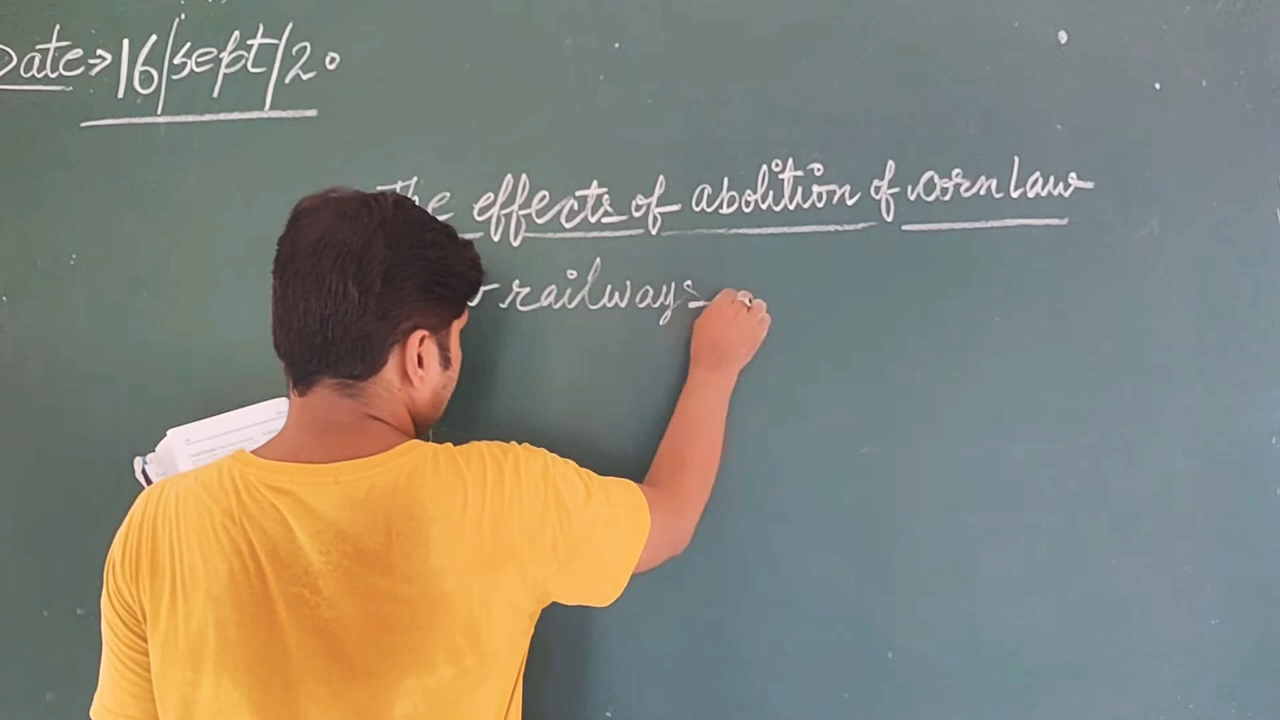 Date→16/sept/20
The effects of abolition of corn law
railways